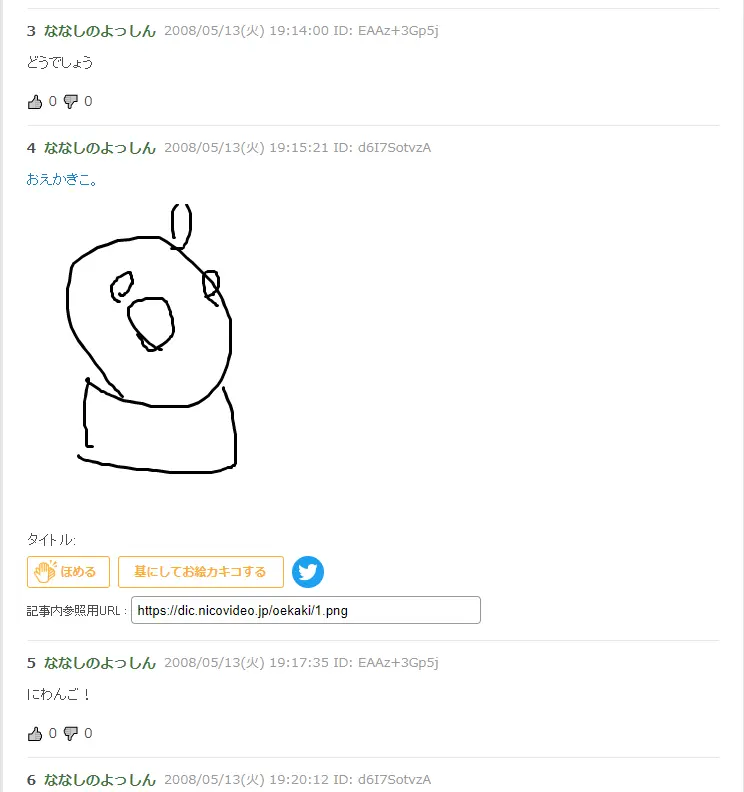 3 ななしのよっしん 2008/05/13(火) 19:14:00 ID: EAAz+3Gp5j
どうでしょう
0 0
4 ななしのよっしん 2008/05/13(火) 19:15:21 ID: d6I7SotvzA
おえかきこ。
タイトル:
ほめる 基にしてお絵カキコする
記事内参照用URL : https://dic.nicovideo.jp/oekaki/1.png
5 ななしのよっしん 2008/05/13(火) 19:17:35 ID: EAAz+3Gp5j
にわんご！
0 0
6 ななしのよっしん 2008/05/13(火) 19:20:12 ID: d6I7SotvzA